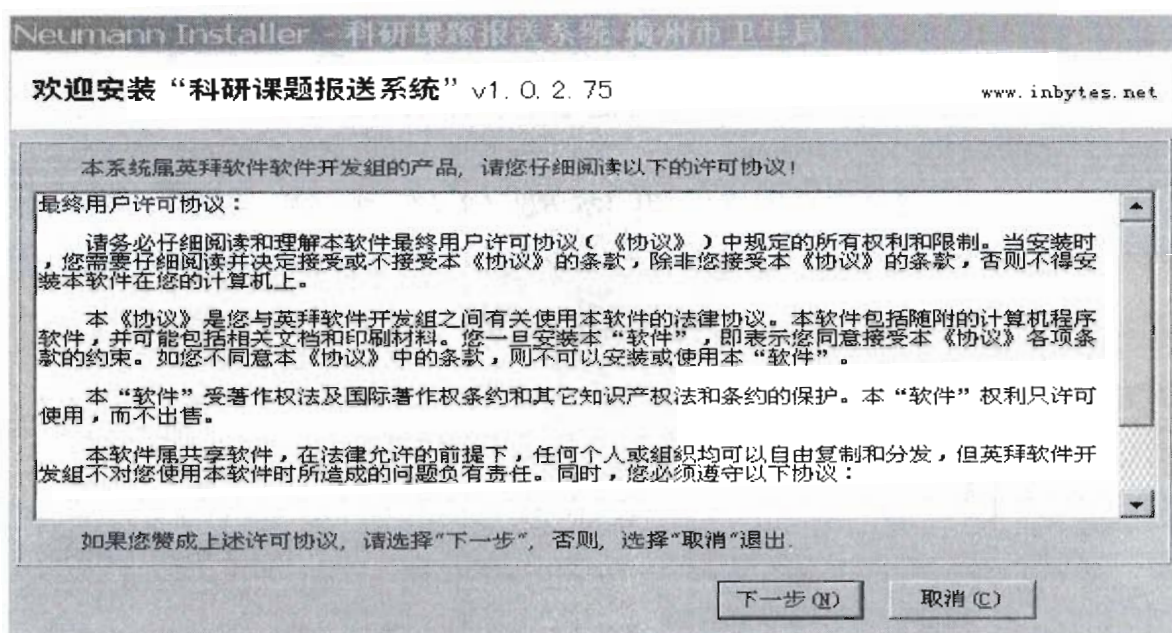 Neumann Installer - 科研课题报送系统 梅州市卫生局
欢迎安装“科研课题报送系统” v1.0.2.75
www.inbytes.net
本系统属英拜软件软件开发组的产品, 请您仔细阅读以下的许可协议!
最终用户许可协议：
请务必仔细阅读和理解本软件最终用户许可协议（《协议》）中规定的所有权利和限制。当安装时
，您需要仔细阅读并决定接受或不接受本《协议》的条款，除非您接受本《协议》的条款，否则不得安
装本软件在您的计算机上。
本《协议》是您与英拜软件开发组之间有关使用本软件的法律协议。本软件包括随附的计算机程序
软件，并可能包括相关文档和印刷材料。您一旦安装本“软件”，即表示您同意接受本《协议》各项条
款的约束。如您不同意本《协议》中的条款，则不可以安装或使用本“软件”。
本“软件”受著作权法及国际著作权条约和其它知识产权法和条约的保护。本“软件”权利只许可
使用，而不出售。
本软件属共享软件，在法律允许的前提下，任何个人或组织均可以自由复制和分发，但英拜软件开
发组不对您使用本软件时所造成的问题负有责任。同时，您必须遵守以下协议：
如果您赞成上述许可协议, 请选择"下一步", 否则, 选择"取消"退出.
下一步(N)
取消(C)